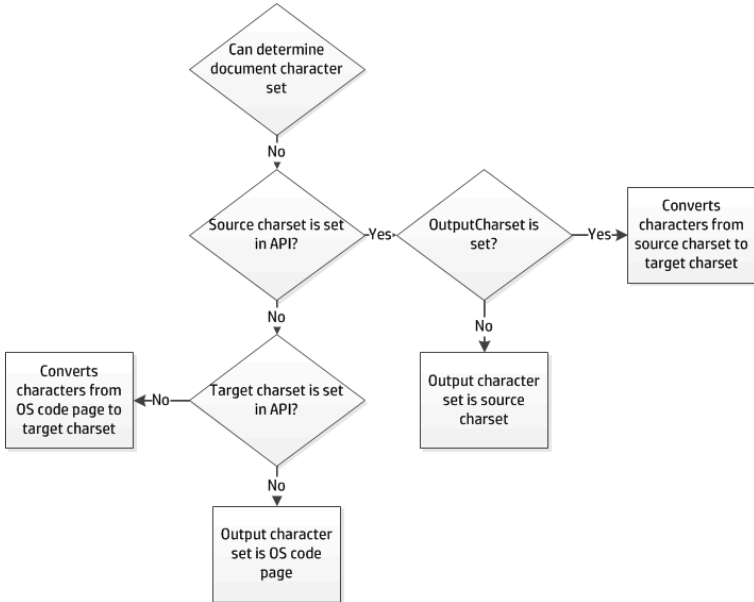 Can determine
document character
set
No
Source charset is set
in API?
Yes
OutputCharset is
set?
Yes
Converts
characters from
source charset to
target charset
No
No
Converts
characters from
OS code page to
target charset
No
Target charset is set
in API?
Output character
set is source
charset
No
Output character
set is OS code
page